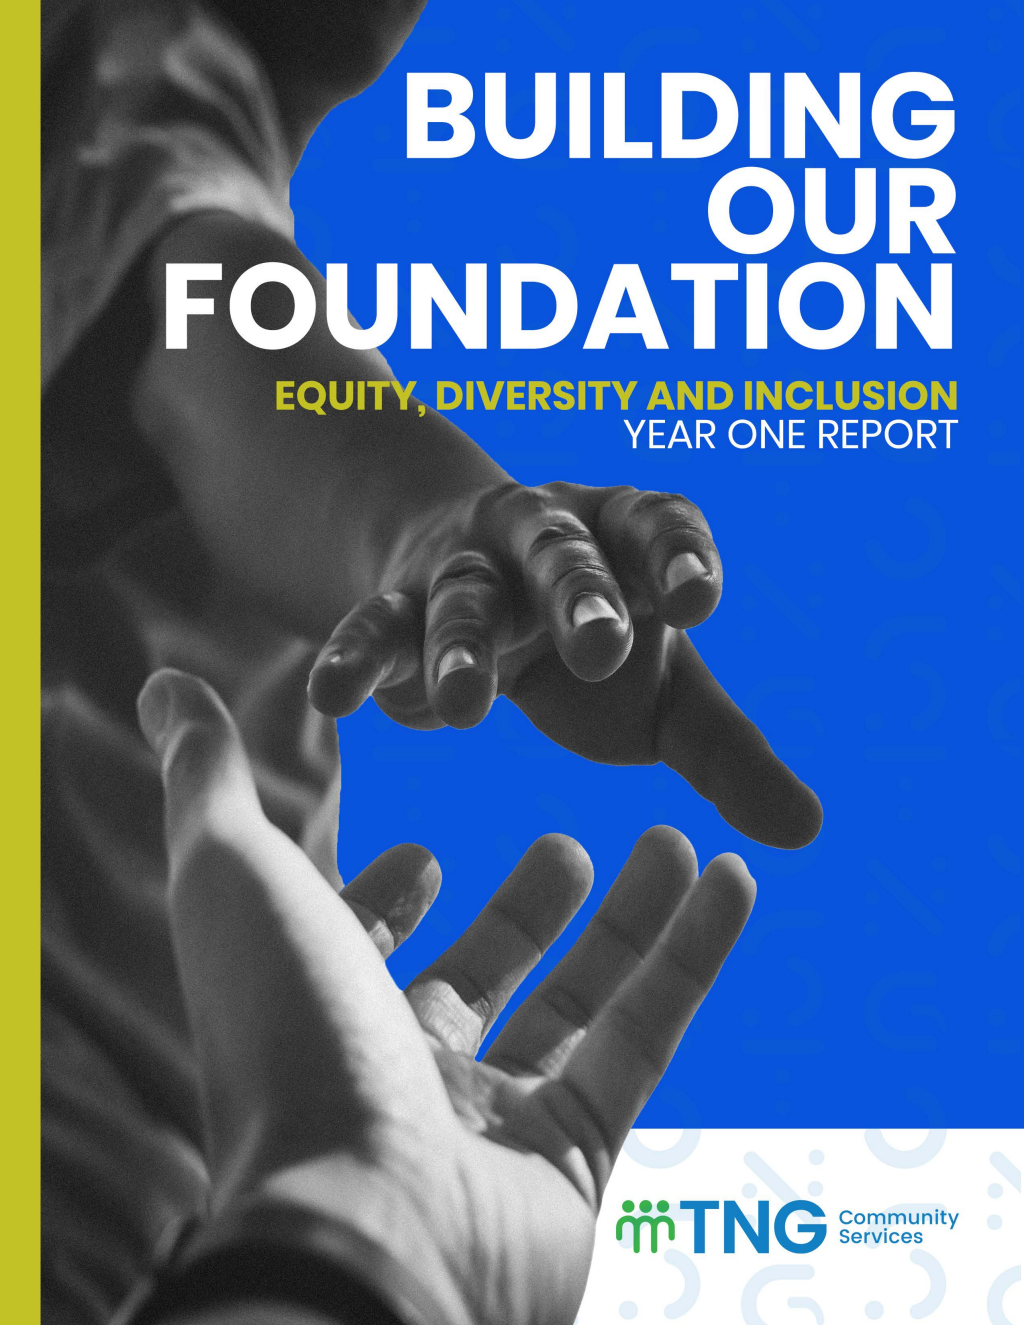 BUILDING
OUR
FOUNDATION
EQUITY, DIVERSITY AND INCLUSION
YEAR ONE REPORT
TNG Community
Services